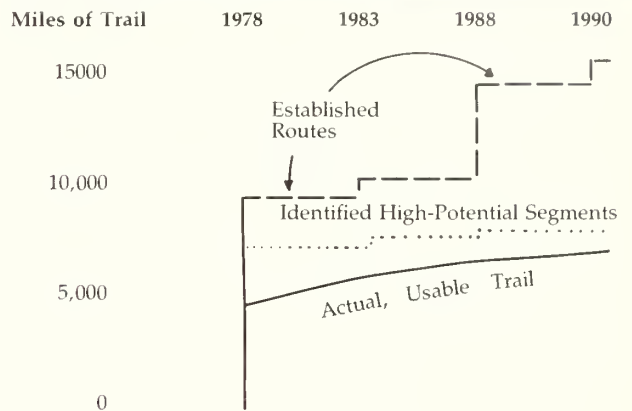 Miles of Trail 1978 1983 1988 1990
15000
Established
Routes
10,000
Identified High-Potential Segments
5,000
Actual, Usable Trail
0